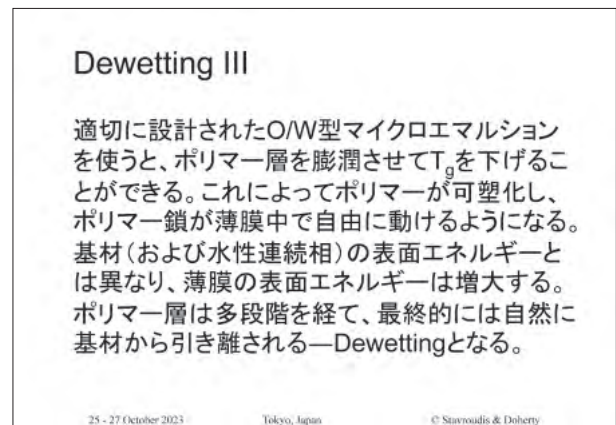 Dewetting III
適切に設計されたO/W型マイクロエマルション
を使うと、ポリマー層を膨潤させてTgを下げるこ
とができる。これによってポリマーが可塑化し、
ポリマー鎖が薄膜中で自由に動けるようになる。
基材(および水性連続相)の表面エネルギーと
は異なり、薄膜の表面エネルギーは増大する。
ポリマー層は多段階を経て、最終的には自然に
基材から引き離される—Dewettingとなる。
25 - 27 October 2023 Tokyo, Japan © Stavroudis & Doherty